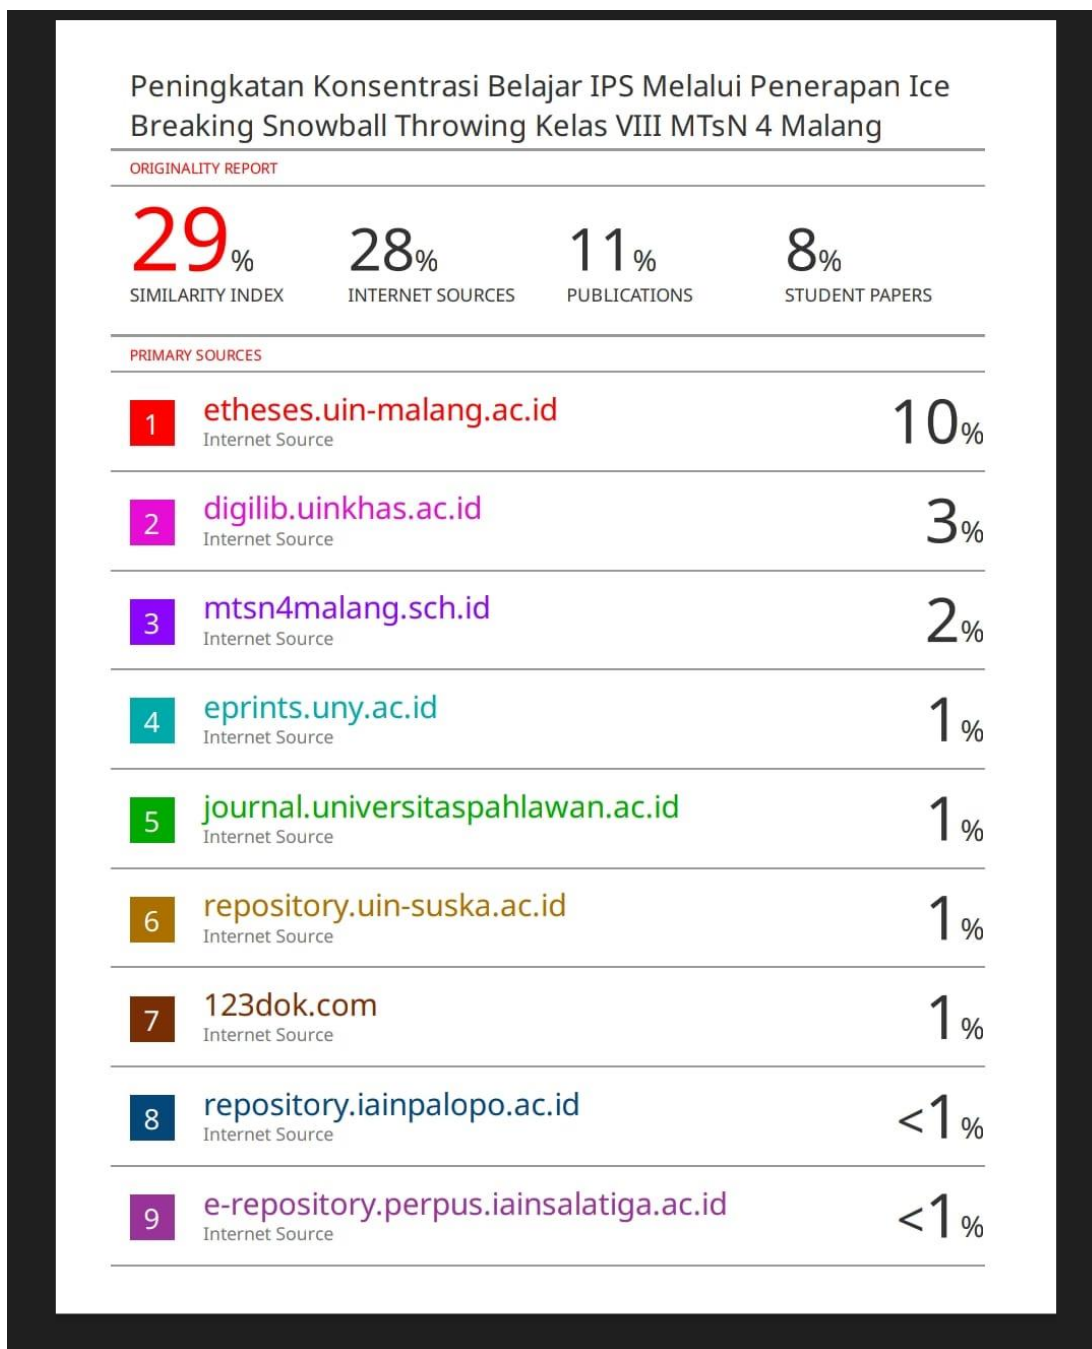 Peningkatan Konsentrasi Belajar IPS Melalui Penerapan Ice
Breaking Snowball Throwing Kelas VIII MTsN 4 Malang
ORIGINALITY REPORT
29% 28% 11% 8%
SIMILARITY INDEX INTERNET SOURCES PUBLICATIONS STUDENT PAPERS
PRIMARY SOURCES
1 etheses.uin-malang.ac.id 10%
Internet Source
2 digilib.uinkhas.ac.id 3%
Internet Source
3 mtsn4malang.sch.id 2%
Internet Source
4 eprints.uny.ac.id 1%
Internet Source
5 journal.universitaspahlawan.ac.id 1%
Internet Source
6 repository.uin-suska.ac.id 1%
Internet Source
7 123dok.com 1%
Internet Source
8 repository.iainpalopo.ac.id <1%
Internet Source
9 e-repository.perpus.iainsalatiga.ac.id <1%
Internet Source